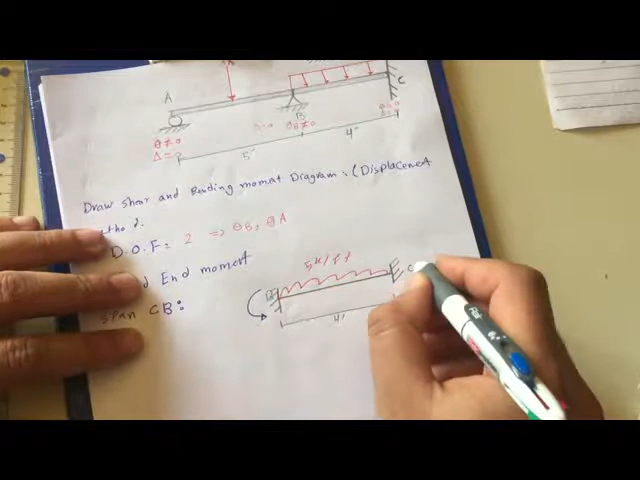 A
C
B
θ≠0
Δ=0
θB≠0
5'
4'
Draw shear and Bending moment Diagram : (Displacement
D.O.F = 2 ⇒ θB, θA
End moment
span CB:
5k/ft
B
C
4'